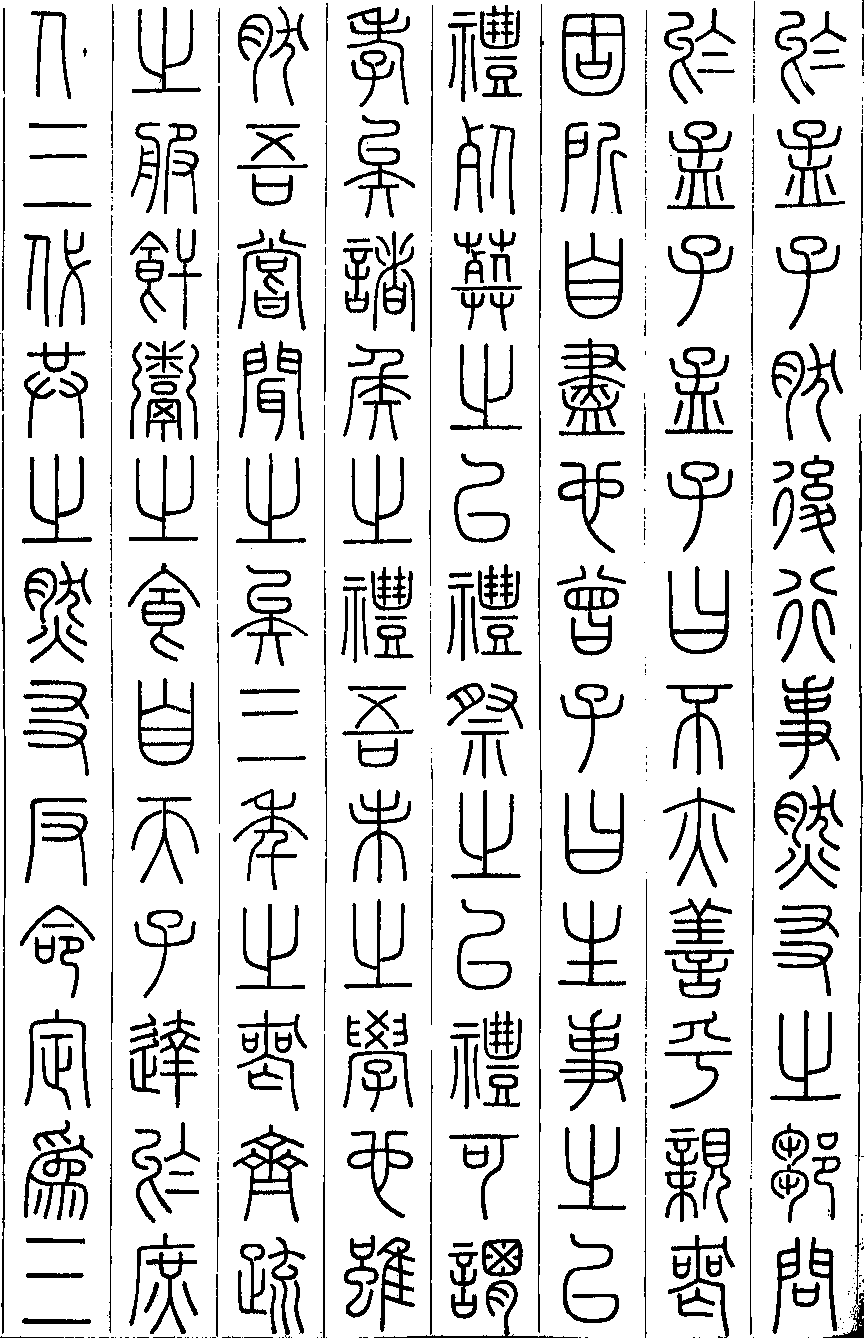 於孟子然後行事然友之鄒問
於孟子孟子曰不亦善乎親喪
固所自盡也曾子曰生事之以
禮死葬之以禮祭之以禮可謂
孝矣諸侯之禮吾未之學也雖
然吾嘗聞之矣三年之喪齊疏
之服飦粥之食自天子達於庶
人三代共之然友反命定為三